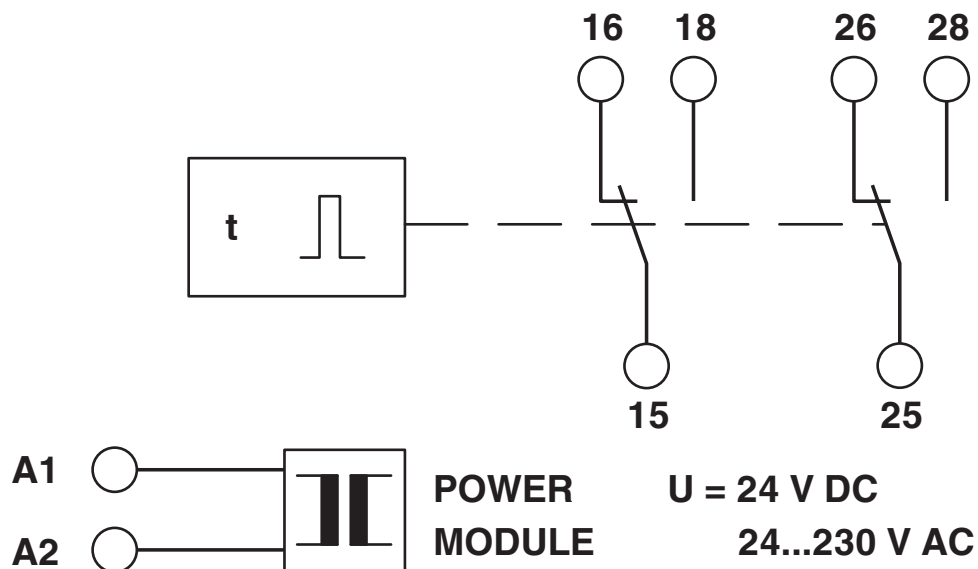 16 18 26 28
t
15 25
A1
POWER U = 24 V DC
A2
MODULE 24...230 V AC